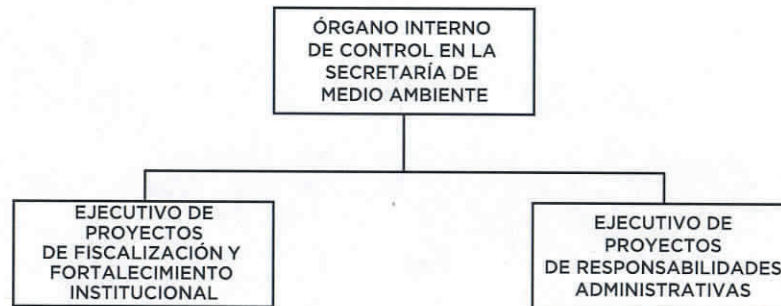 ÓRGANO INTERNO
DE CONTROL EN LA
SECRETARÍA DE
MEDIO AMBIENTE
EJECUTIVO DE
PROYECTOS
DE FISCALIZACIÓN Y
FORTALECIMIENTO
INSTITUCIONAL
EJECUTIVO DE
PROYECTOS
DE RESPONSABILIDADES
ADMINISTRATIVAS